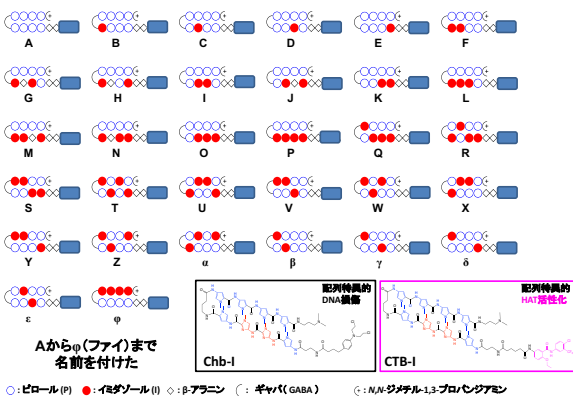 A B C D E F
G H I J K L
M N O P Q R
S T U V W X
Y Z α β γ δ
ε φ
配列特異的
DNA損傷
Chb-I
配列特異的
HAT活性化
CTB-I
Aからφ(ファイ)まで
名前を付けた
:ピロール(P) :イミダゾール(I) :β-アラニン :ギャバ(GABA) :N,N-ジメチル-1,3-プロパンジアミン